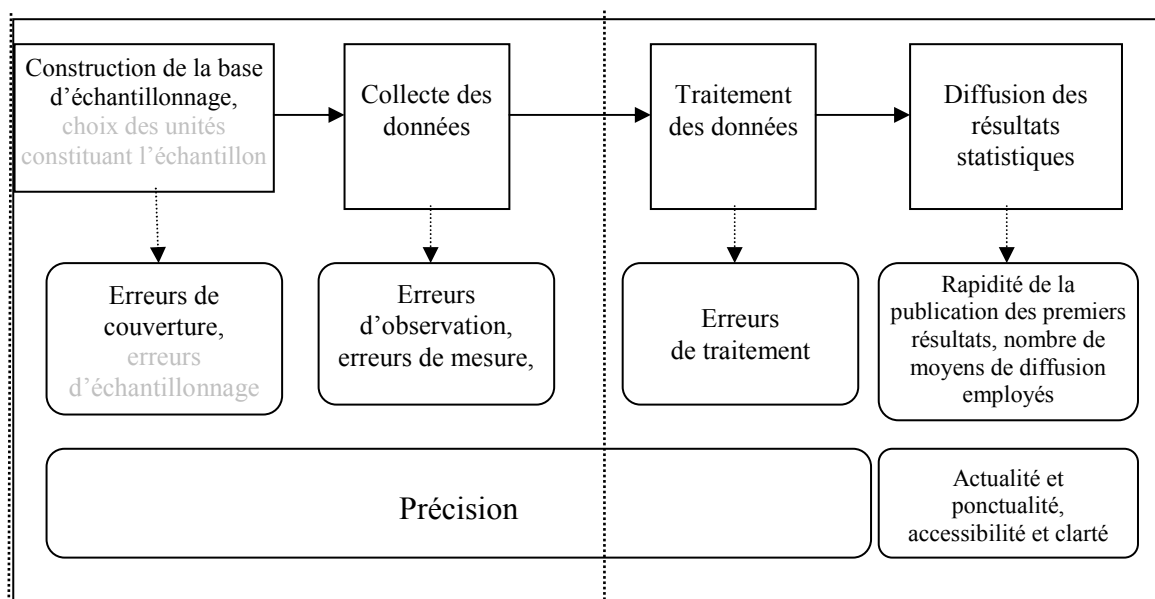 Construction de la base
d’échantillonnage,
choix des unités
constituant l’échantillon
Collecte des
données
Traitement
des données
Diffusion des
résultats
statistiques
Erreurs de
couverture,
erreurs
d’échantillonnage
Erreurs
d’observation,
erreurs de mesure,
Erreurs
de traitement
Rapidité de la
publication des premiers
résultats, nombre de
moyens de diffusion
employés
Précision
Actualité et
ponctualité,
accessibilité et clarté